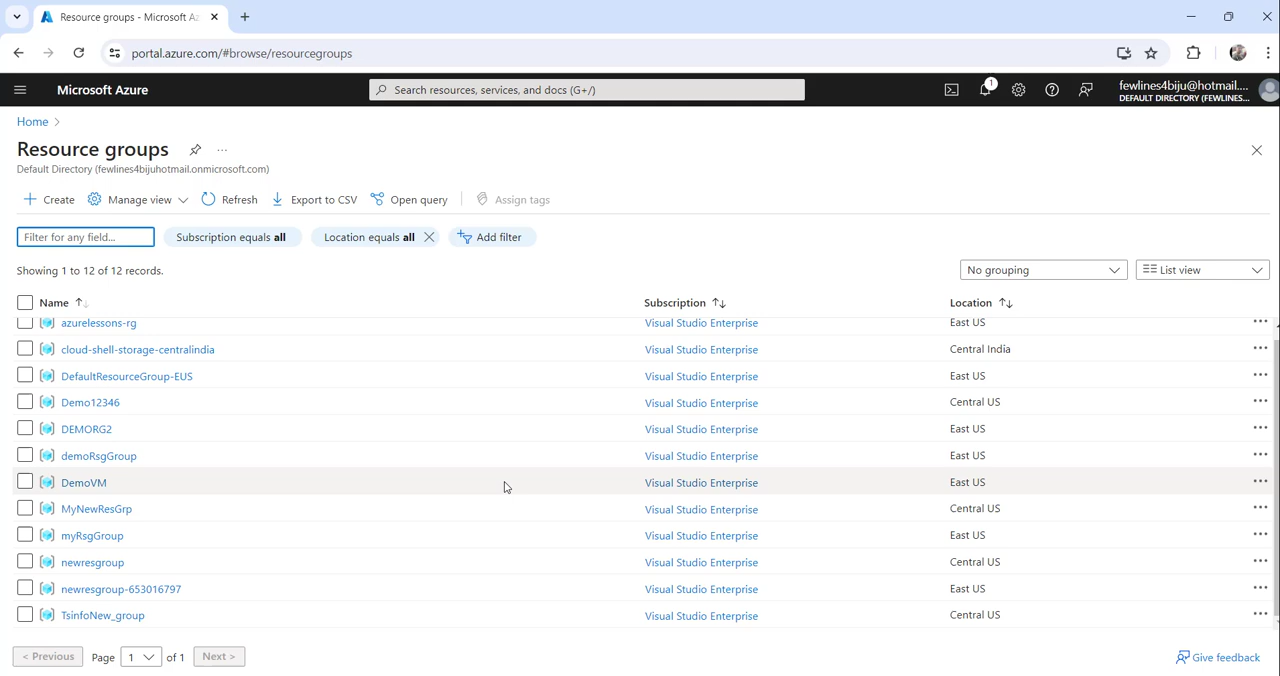 Resource groups - Microsoft Az
portal.azure.com/#browse/resourcegroups
Microsoft Azure
Search resources, services, and docs (G+/)
1
fewlines4biju@hotmail....
DEFAULT DIRECTORY (FEWLINES...
Home
Resource groups
Default Directory (fewlines4bijuhotmail.onmicrosoft.com)
Create Manage view Refresh Export to CSV Open query Assign tags
Filter for any field... Subscription equals all Location equals all Add filter
Showing 1 to 12 of 12 records. No grouping List view
Name Subscription Location
azurelessons-rg Visual Studio Enterprise East US
cloud-shell-storage-centralindia Visual Studio Enterprise Central India
DefaultResourceGroup-EUS Visual Studio Enterprise East US
Demo12346 Visual Studio Enterprise Central US
DEMORG2 Visual Studio Enterprise East US
demoRsgGroup Visual Studio Enterprise East US
DemoVM Visual Studio Enterprise East US
MyNewResGrp Visual Studio Enterprise Central US
myRsgGroup Visual Studio Enterprise East US
newresgroup Visual Studio Enterprise Central US
newresgroup-653016797 Visual Studio Enterprise East US
TsinfoNew_group Visual Studio Enterprise Central US
< Previous Page 1 of 1 Next > Give feedback